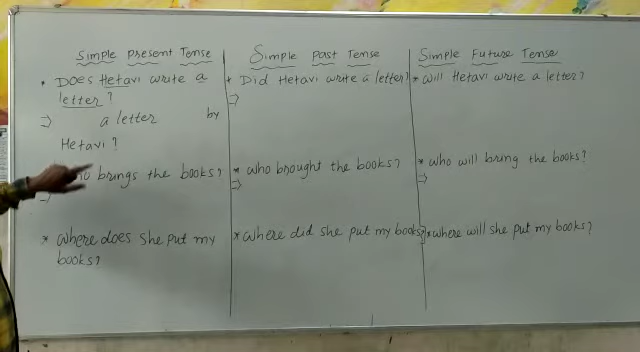 Simple Present Tense
* Does Hetavi write a
letter?
⇒ a letter by
Hetavi?
brings the books?
⇒
* Where does she put my
books?
Simple Past Tense
* Did Hetavi write a letter?
⇒
* Who brought the books?
⇒
* Where did she put my books?
Simple Future Tense
* Will Hetavi write a letter?
* Who will bring the books?
⇒
* Where will she put my books?